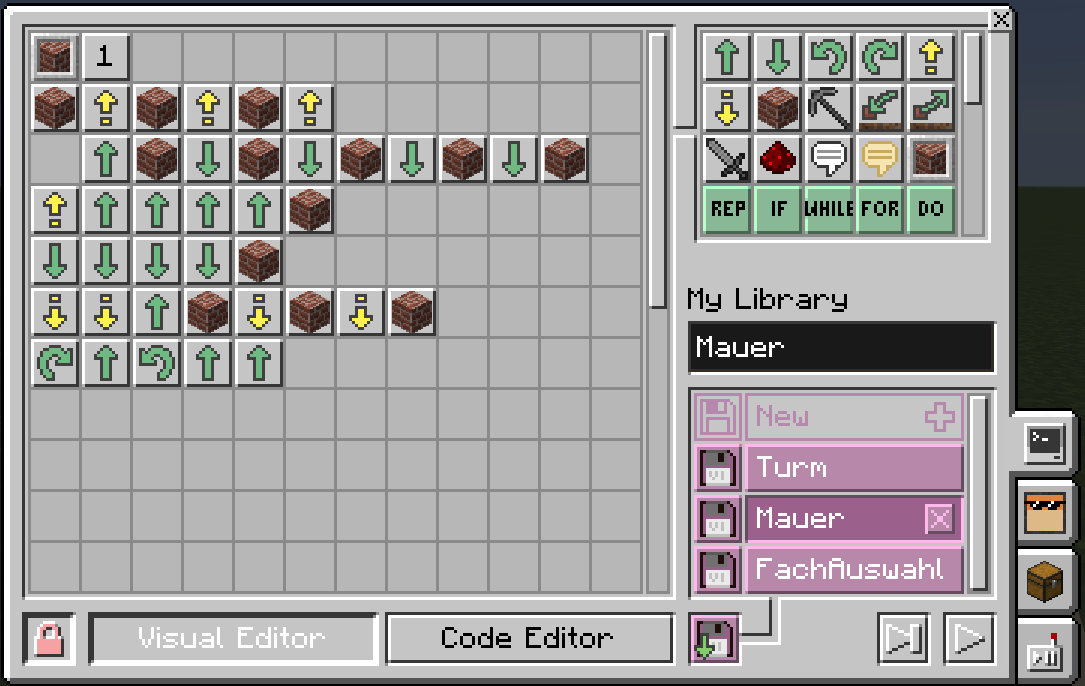 1
REP IF WHILE FOR DO
My Library
Mauer
New
Turm
Mauer
FachAuswahl
Visual Editor
Code Editor